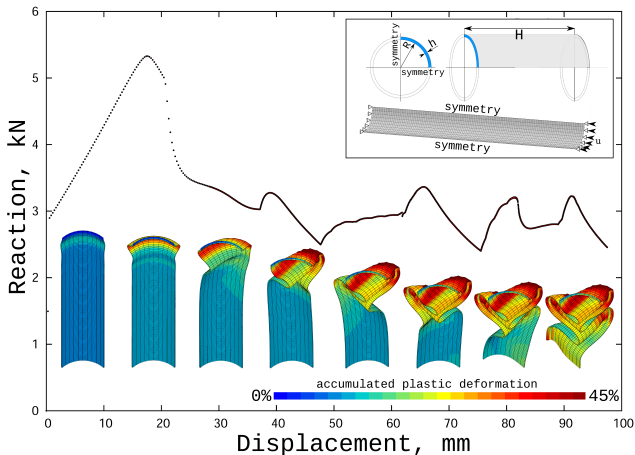 6
5
4
3
2
1
0
Reaction, kN
0
10
20
30
40
50
60
70
80
90
100
Displacement, mm
symmetry
R
h
symmetry
H
symmetry
symmetry
u
accumulated plastic deformation
0%
45%